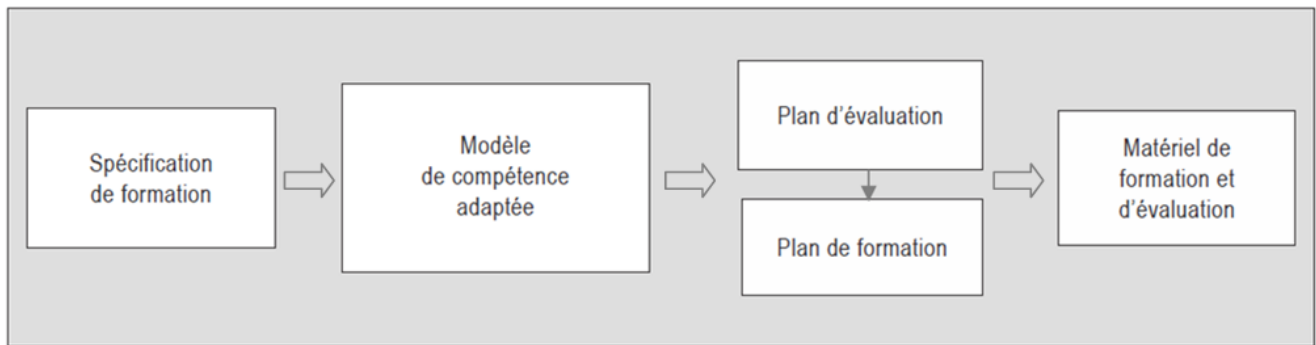 Spécification
de formation
Modèle
de compétence
adaptée
Plan d'évaluation
Plan de formation
Matériel de
formation et
d'évaluation